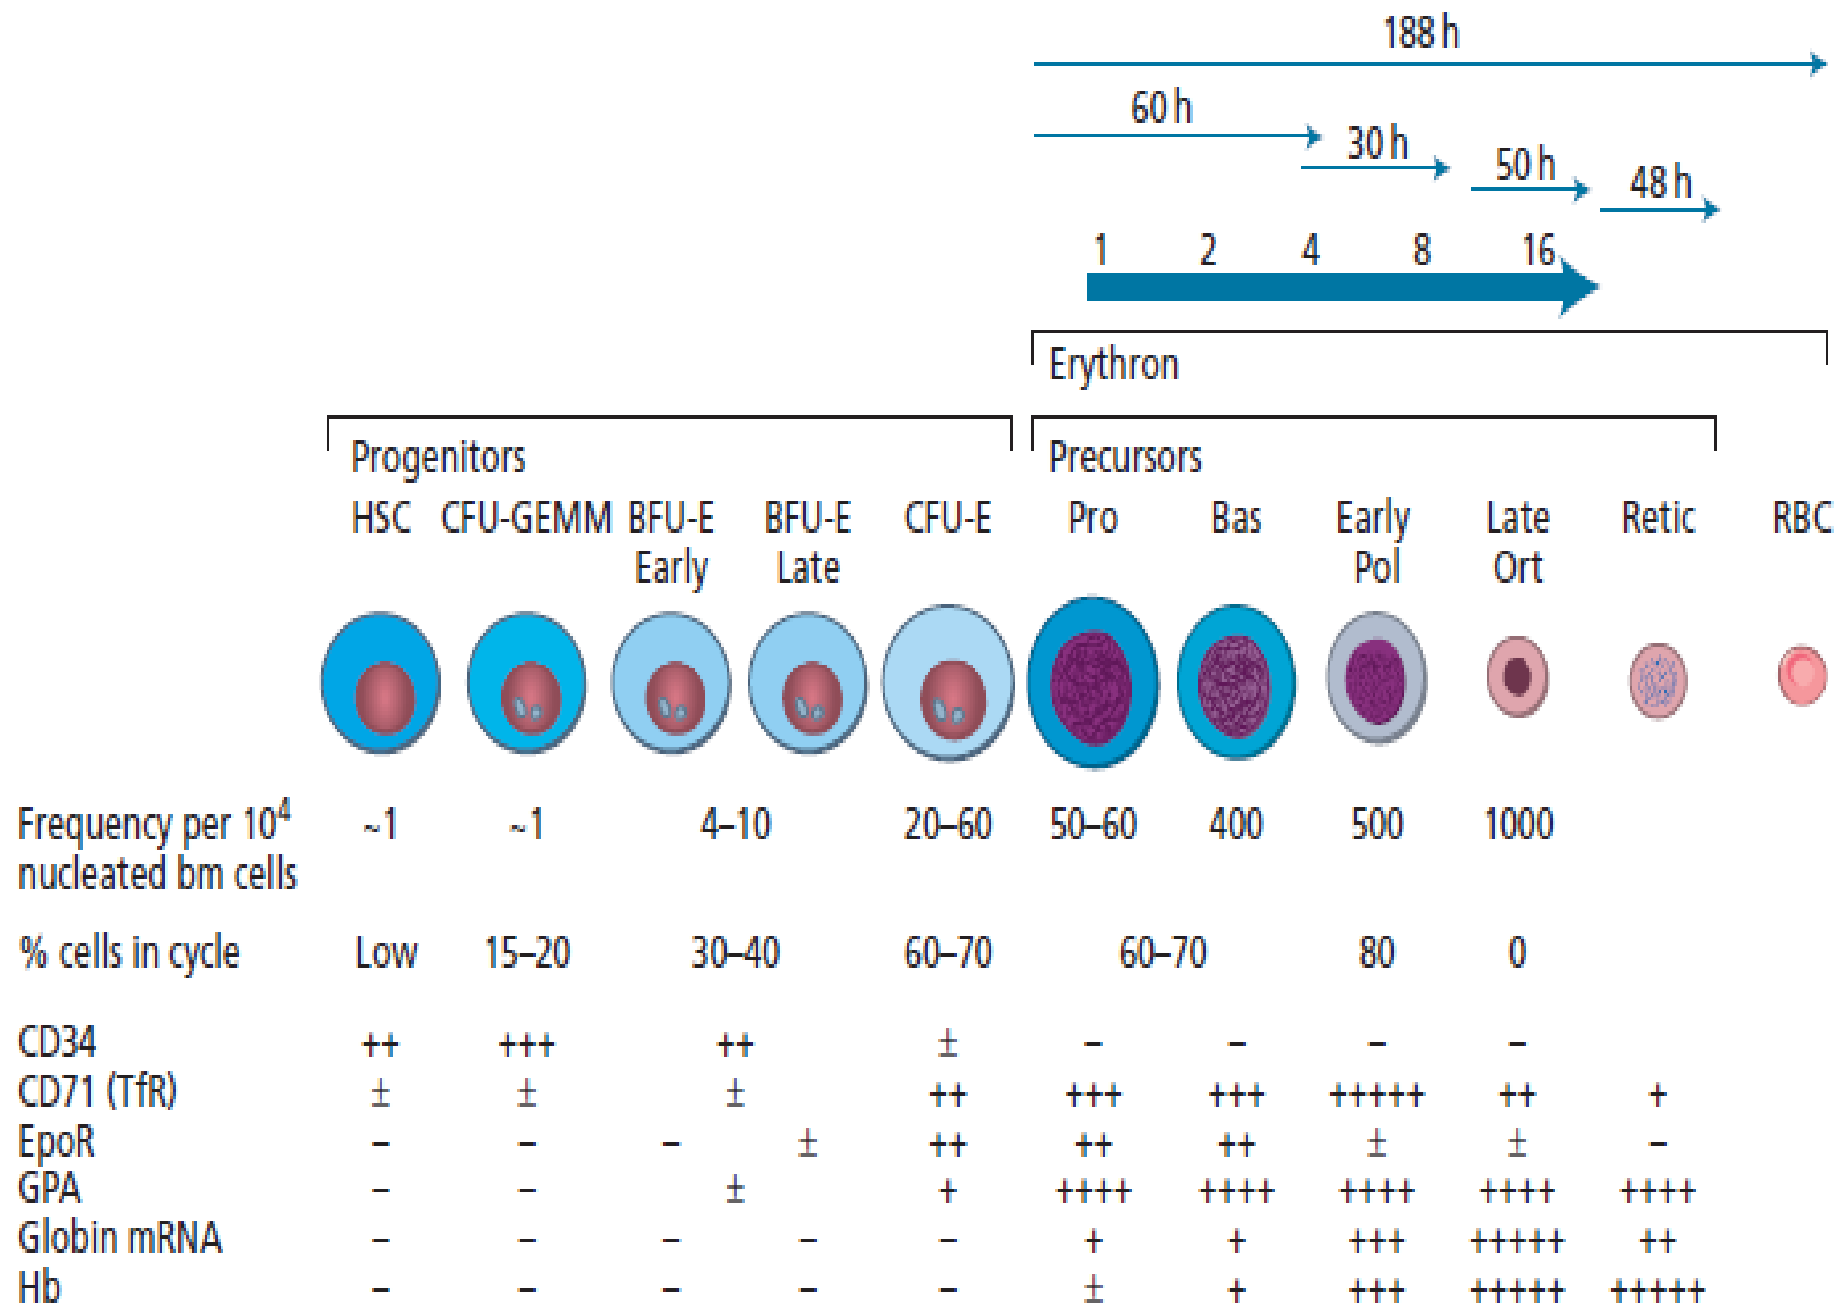 188 h
60 h
30 h
50 h
48 h
1 2 4 8 16
Erythron
Progenitors Precursors
HSC CFU-GEMM BFU-E BFU-E CFU-E Pro Bas Early Late Retic RBC
Early Late Pol Ort
Frequency per 10⁴ ~1 ~1 4–10 20–60 50–60 400 500 1000
nucleated bm cells
% cells in cycle Low 15–20 30–40 60–70 60–70 80 0
CD34 ++ +++ ++ ± – – – –
CD71 (TfR) ± ± ± ++ +++ +++ +++++ ++ +
EpoR – – – ± ++ ++ ++ ± ± –
GPA – – ± + ++++ ++++ ++++ ++++ ++++
Globin mRNA – – – – – + + +++ +++++ ++
Hb – – – – – ± + +++ +++++ +++++